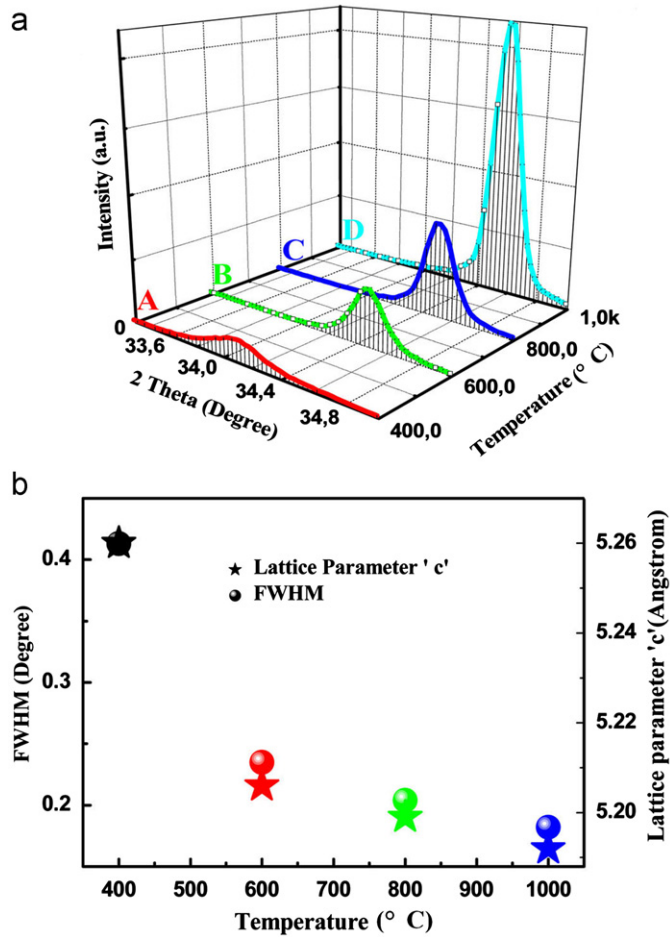 a
Intensity (a.u.)
A
B
C
D
0
33,6
34,0
34,4
34,8
2 Theta (Degree)
400,0
600,0
800,0
1,0k
Temperature (° C)
b
FWHM (Degree)
0.4
0.3
0.2
Lattice Parameter ' c'
FWHM
5.26
5.24
5.22
5.20
Lattice parameter 'c'(Angstrom)
400 500 600 700 800 900 1000
Temperature (° C)